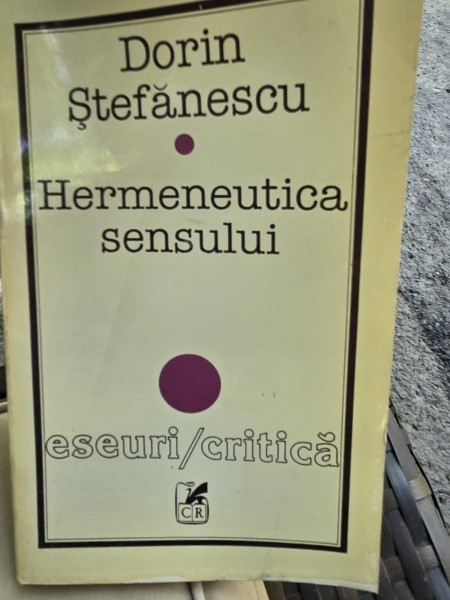 Dorin
Ştefănescu
Hermeneutica
sensului
eseuri/critică
CR